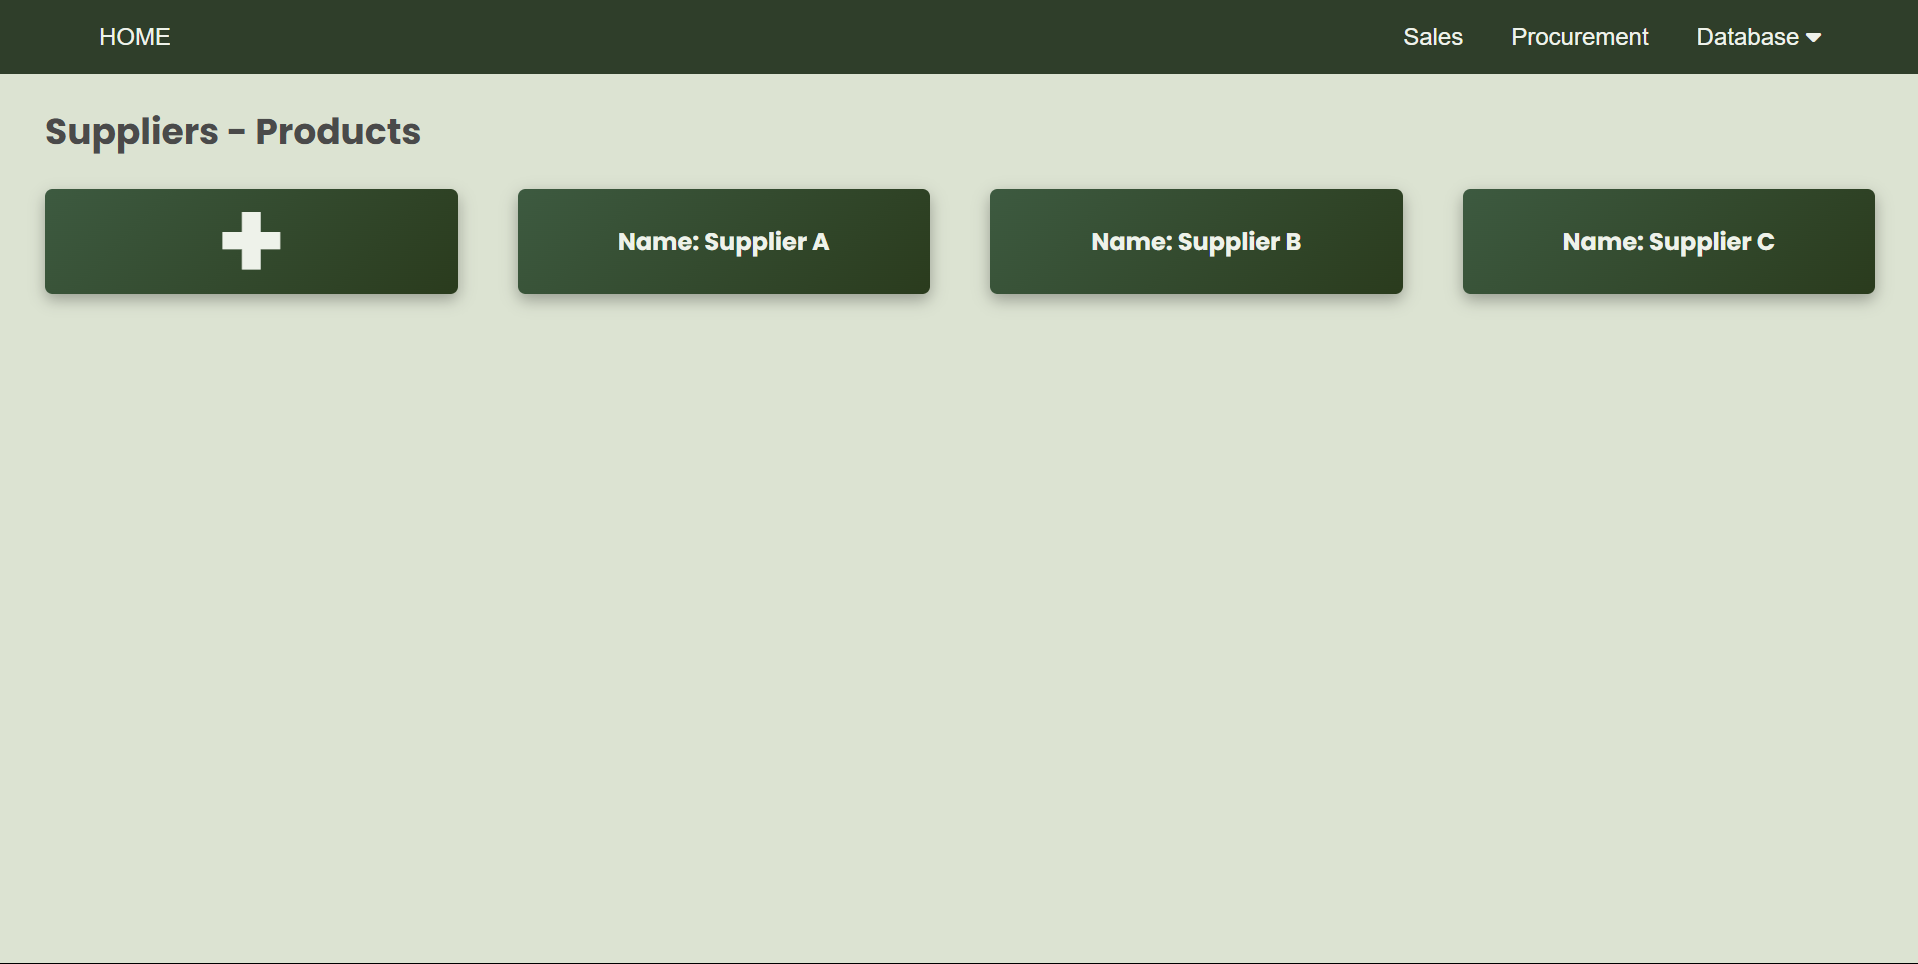 HOME Sales Procurement Database
Suppliers - Products
Name: Supplier A
Name: Supplier B
Name: Supplier C